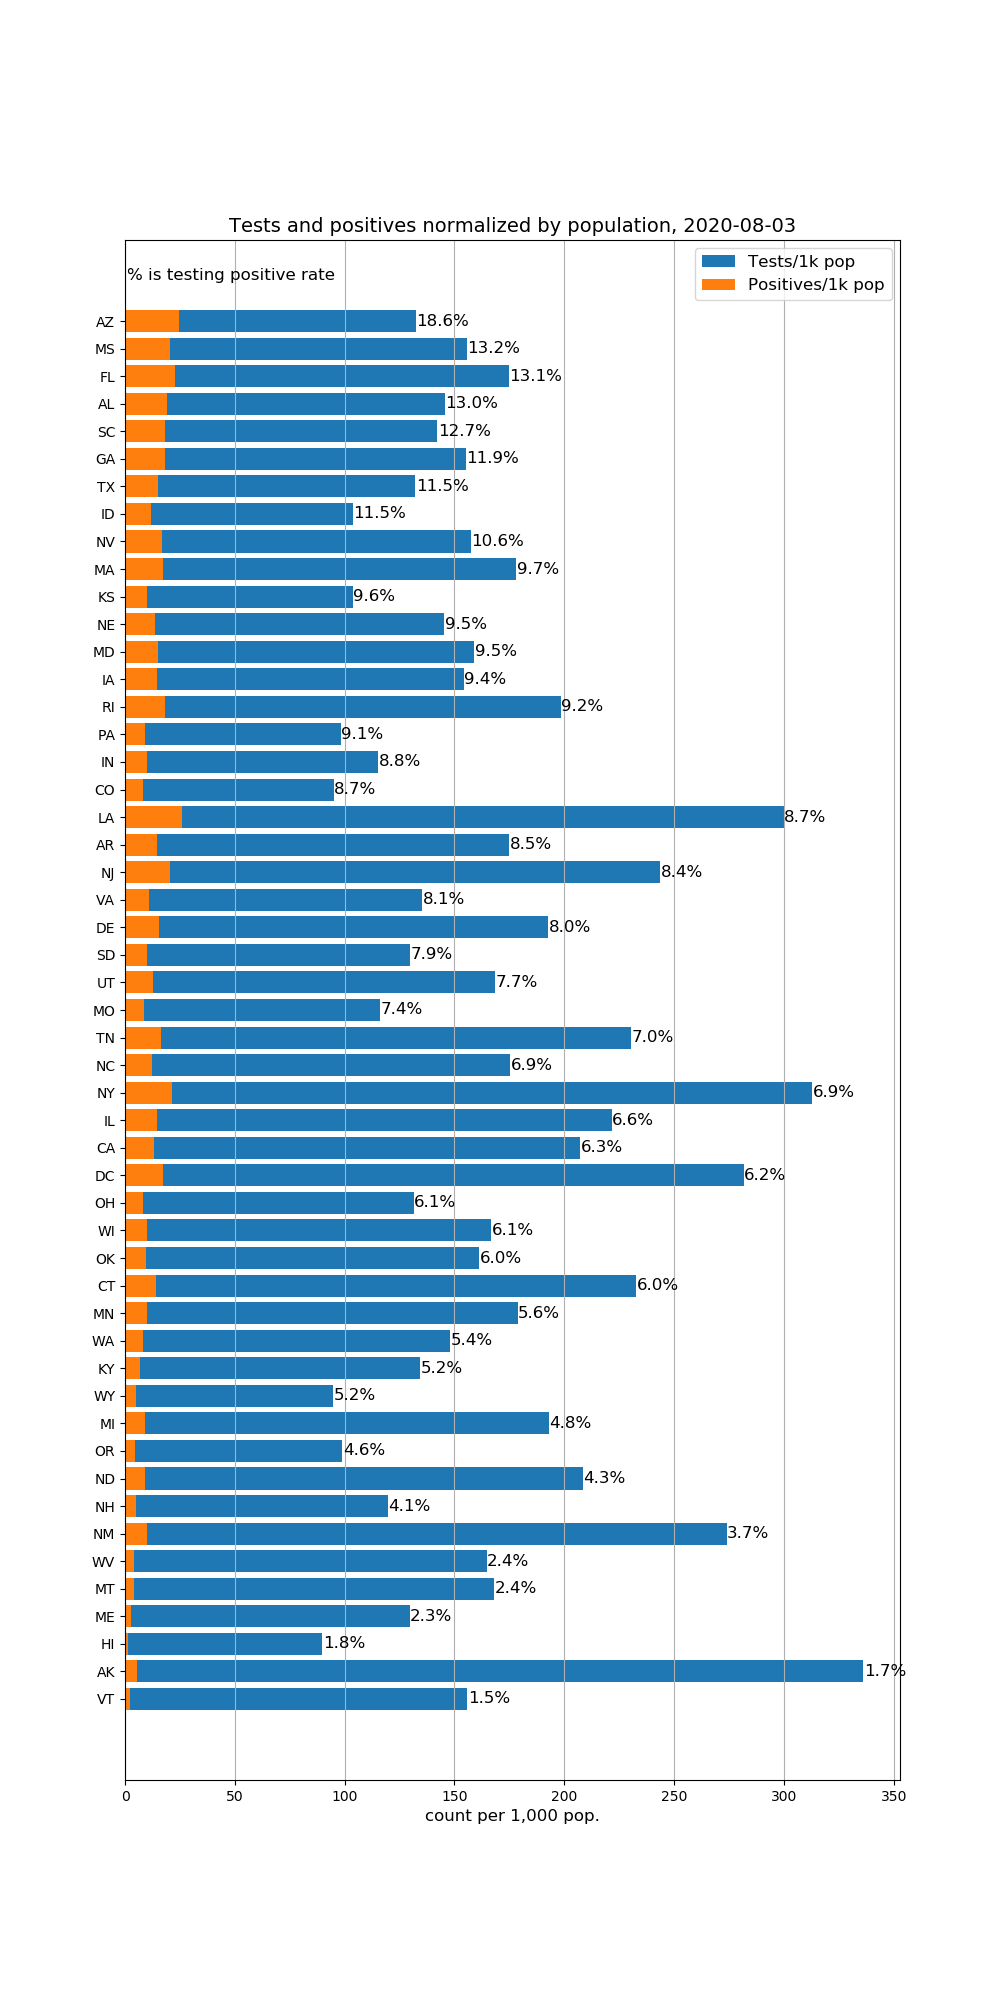 Tests and positives normalized by population, 2020-08-03
% is testing positive rate
Tests/1k pop
Positives/1k pop
AZ 18.6%
MS 13.2%
FL 13.1%
AL 13.0%
SC 12.7%
GA 11.9%
TX 11.5%
ID 11.5%
NV 10.6%
MA 9.7%
KS 9.6%
NE 9.5%
MD 9.5%
IA 9.4%
RI 9.2%
PA 9.1%
IN 8.8%
CO 8.7%
LA 8.7%
AR 8.5%
NJ 8.4%
VA 8.1%
DE 8.0%
SD 7.9%
UT 7.7%
MO 7.4%
TN 7.0%
NC 6.9%
NY 6.9%
IL 6.6%
CA 6.3%
DC 6.2%
OH 6.1%
WI 6.1%
OK 6.0%
CT 6.0%
MN 5.6%
WA 5.4%
KY 5.2%
WY 5.2%
MI 4.8%
OR 4.6%
ND 4.3%
NH 4.1%
NM 3.7%
WV 2.4%
MT 2.4%
ME 2.3%
HI 1.8%
AK 1.7%
VT 1.5%
0 50 100 150 200 250 300 350
count per 1,000 pop.